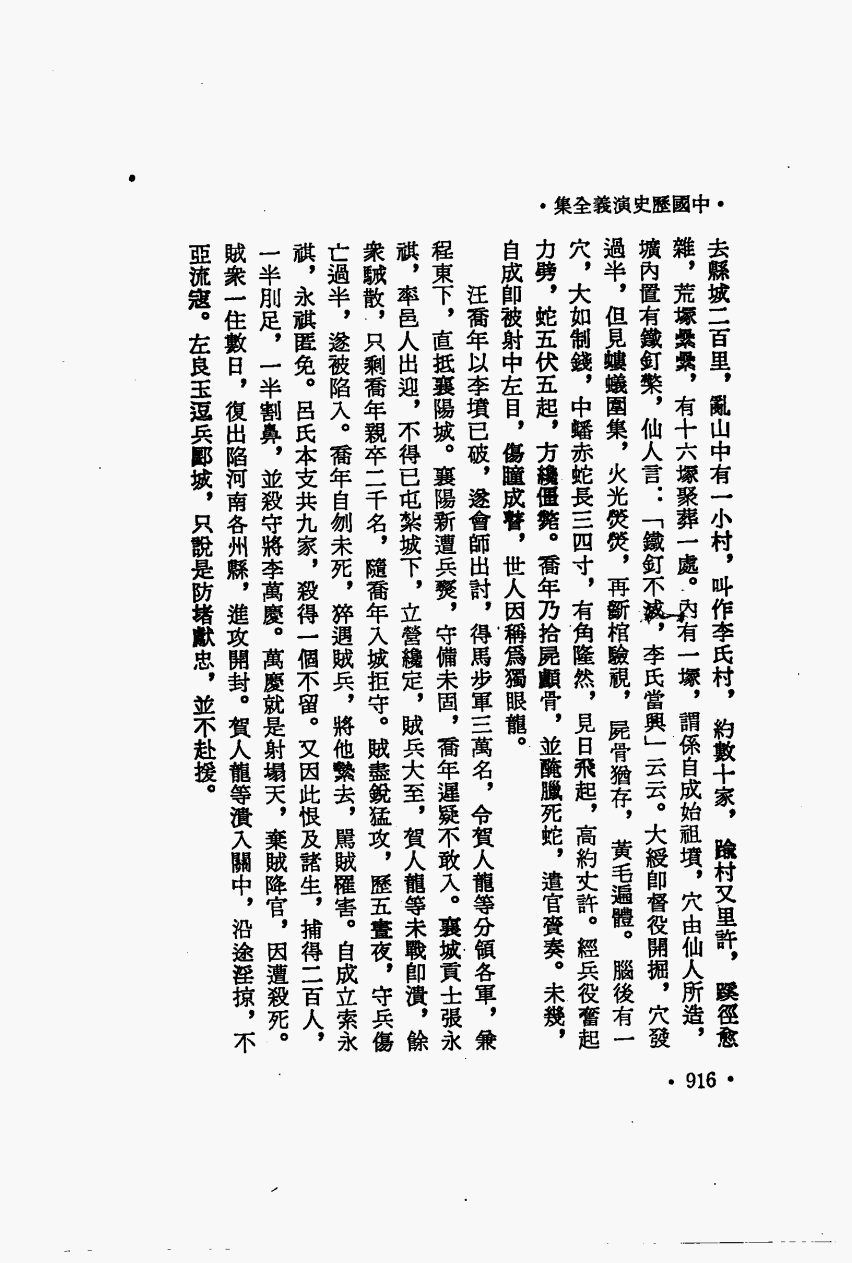 ·中國歷史演義全集·
去縣城二百里，亂山中有一小村，叫作李氏村，約數十家，踰村又里許，蹊徑愈
雜，荒塚纍纍，有十六塚聚葬一處。內有一塚，謂係自成始祖墳，穴由仙人所造，
壙內置有鐵釘檠，仙人言：「鐵釘不滅，李氏當興」云云。大綬卽督役開掘，穴發
過半，但見螻蟻圍集，火光熒熒，再斸棺驗視，屍骨猶存，黃毛遍體。腦後有一
穴，大如制錢，中蟠赤蛇長三四寸，有角隆然，見日飛起，高約丈許。經兵役奮起
力劈，蛇五伏五起，方纔僵斃。喬年乃拾屍顱骨，並醃臘死蛇，遣官齎奏。未幾，
自成卽被射中左目，傷瞳成瞽，世人因稱爲獨眼龍。
汪喬年以李墳已破，遂會師出討，得馬步軍三萬名，令賀人龍等分領各軍，兼
程東下，直抵襄陽城。襄陽新遭兵燹，守備未固，喬年遲疑不敢入。襄城貢士張永
祺，率邑人出迎，不得已屯紮城下，立營纔定，賊兵大至，賀人龍等未戰卽潰，餘
衆駴散，只剩喬年親卒二千名，隨喬年入城拒守。賊盡銳猛攻，歷五晝夜，守兵傷
亡過半，遂被陷入。喬年自刎未死，猝遇賊兵，將他縶去，罵賊罹害。自成立索永
祺，永祺匿免。呂氏本支共九家，殺得一個不留。又因此恨及諸生，捕得二百人，
一半刖足，一半割鼻，並殺守將李萬慶。萬慶就是射塌天，棄賊降官，因遭殺死。
賊衆一住數日，復出陷河南各州縣，進攻開封。賀人龍等潰入關中，沿途淫掠，不
亞流寇。左良玉逗兵郾城，只說是防堵獻忠，並不赴援。
·916·